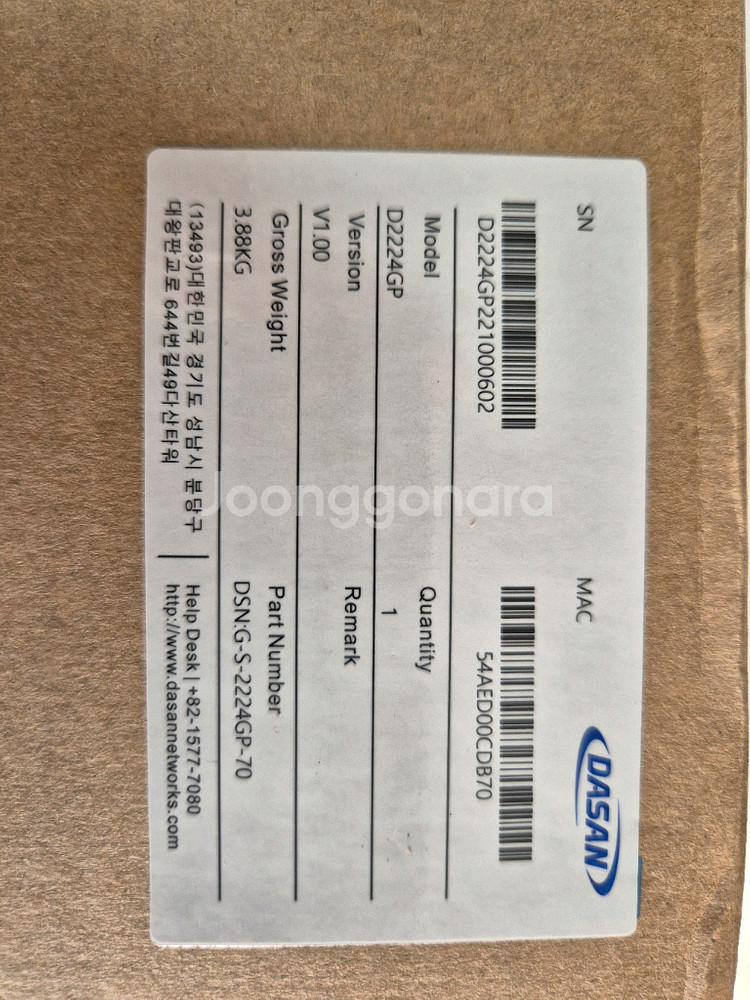 SN
D2224GP221000602
MAC
54AED00CDB70
DASAN
Model
D2224GP
Quantity
1
Version
V1.00
Remark
Gross Weight
3.88KG
Part Number
DSN:G-S-2224GP-70
(13493)대한민국 경기도 성남시 분당구
대왕판교로 644번길49다산타워
Help Desk | +82-1577-7080
http://www.dasannetworks.com
Joonggonara